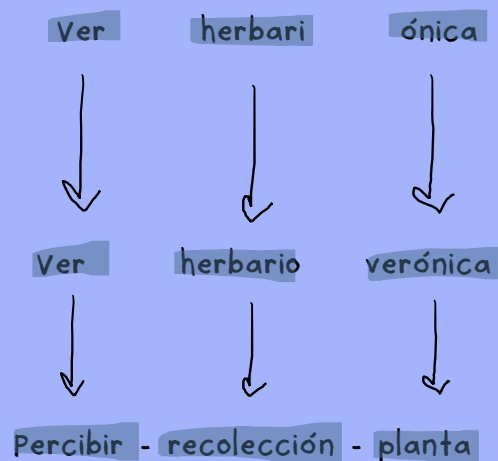 Ver herbari ónica
Ver herbario verónica
Percibir - recolección - planta